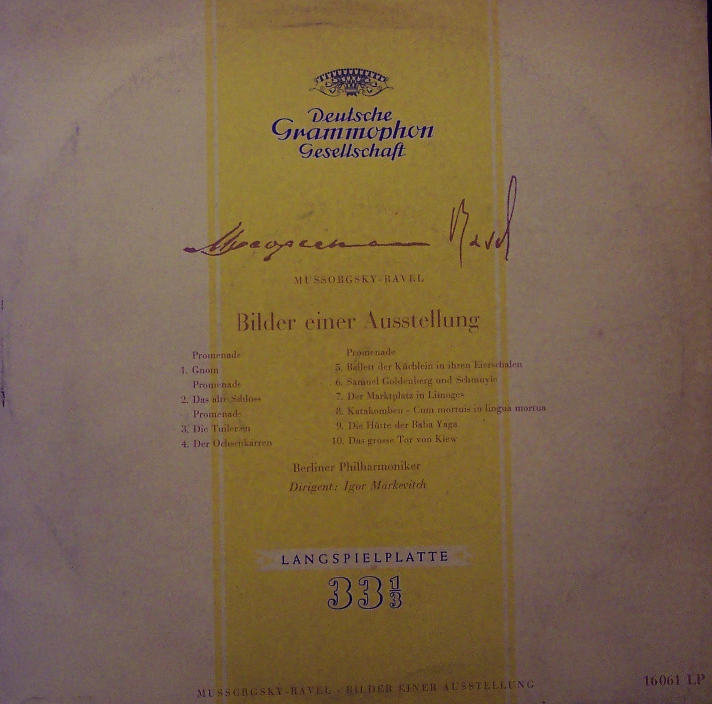 Deutsche
Grammophon
Gesellschaft
Ravel
MUSSORGSKY-RAVEL
Bilder einer Ausstellung
Promenade
1. Gnom
Promenade
2. Das alte Schloss
Promenade
3. Die Tuilerien
4. Der Ochsenkarren
Promenade
5. Ballett der Küchlein in ihren Eierschalen
6. Samuel Goldenberg und Schmuyle
7. Der Marktplatz in Limoges
8. Katakomben - Cum mortuis in lingua mortua
9. Die Hütte der Baba Yaga
10. Das grosse Tor von Kiew
Berliner Philharmoniker
Dirigent: Igor Markevitch
LANGSPIELPLATTE
33 1/3
MUSSORGSKY-RAVEL · BILDER EINER AUSSTELLUNG
16061 LP